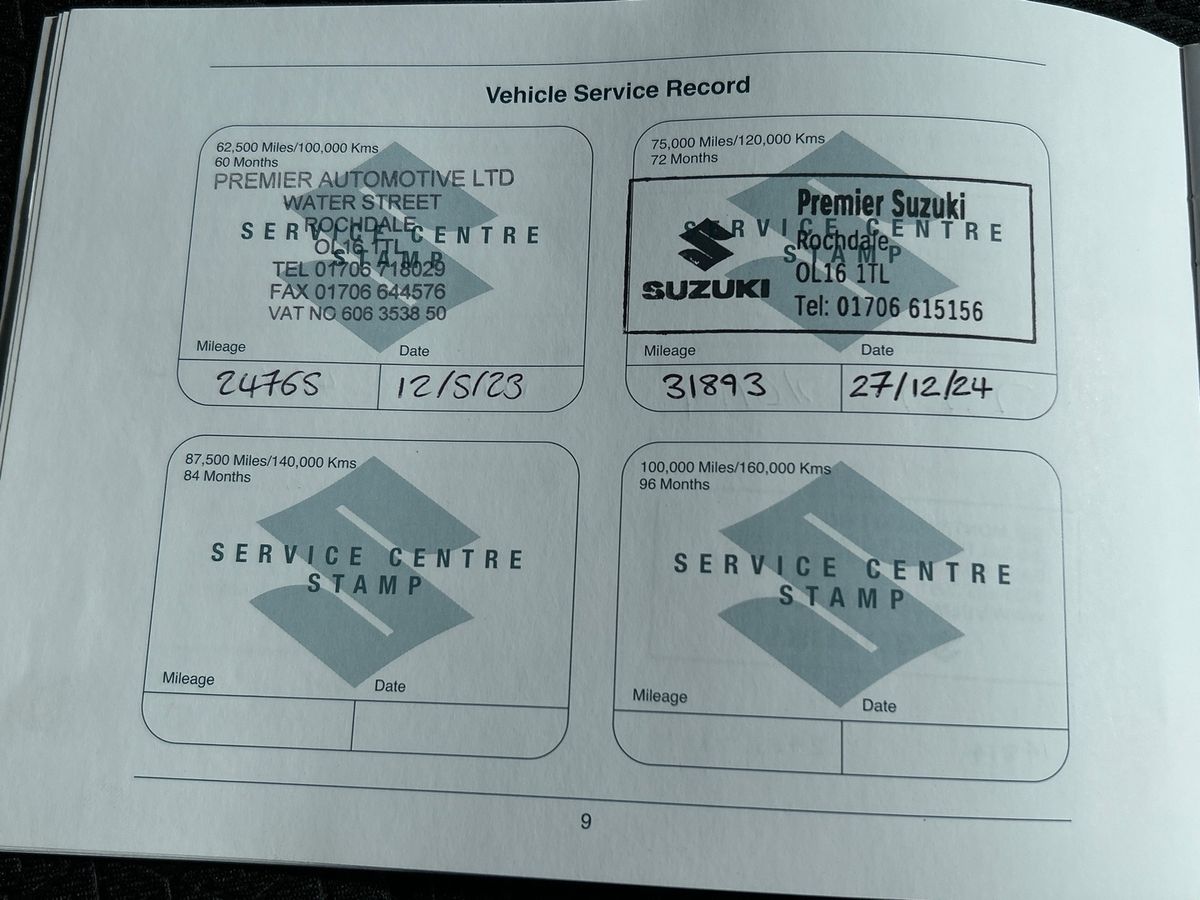 Vehicle Service Record
62,500 Miles/100,000 Kms
60 Months
PREMIER AUTOMOTIVE LTD
WATER STREET
ROCHDALE
SERVICE CENTRE
OL16 1TL
STAMP
TEL 01706 718029
FAX 01706 644576
VAT NO 606 3538 50
Mileage
Date
24765
12/5/23
75,000 Miles/120,000 Kms
72 Months
Premier Suzuki
SERVICE CENTRE
Rochdale
STAMP
OL16 1TL
SUZUKI
Tel: 01706 615156
Mileage
Date
31893
27/12/24
87,500 Miles/140,000 Kms
84 Months
SERVICE CENTRE
STAMP
Mileage
Date
100,000 Miles/160,000 Kms
96 Months
SERVICE CENTRE
STAMP
Mileage
Date
9